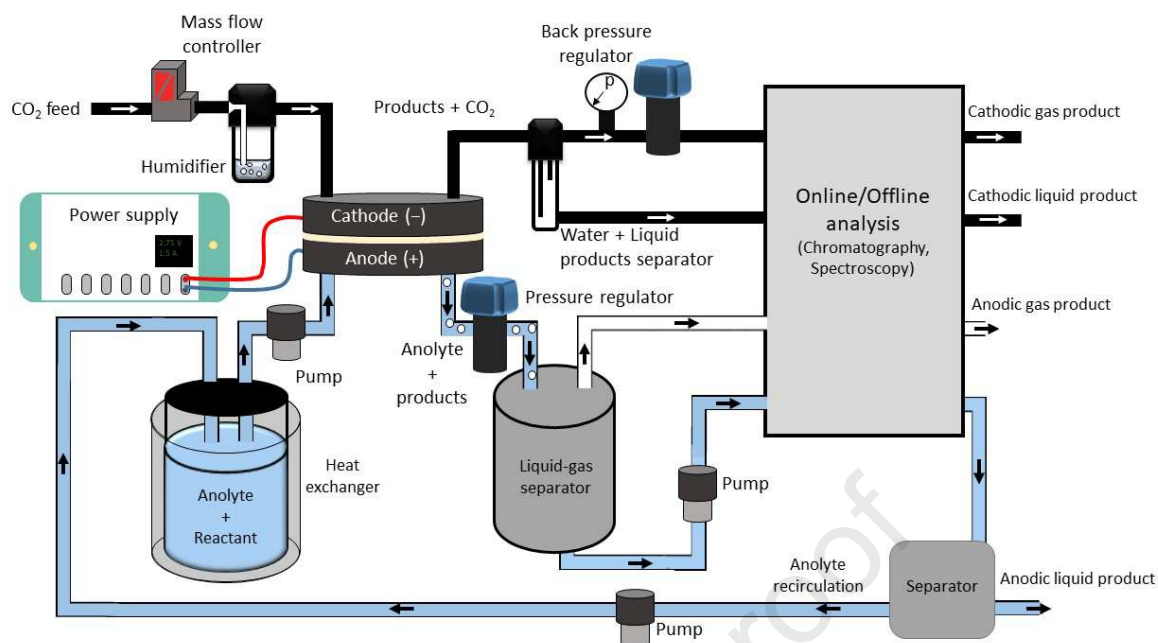 Mass flow
controller
CO₂ feed
Humidifier
Products + CO₂
Back pressure
regulator
p
Power supply
2.75 V
1.5 A
Cathode (−)
Anode (+)
Water + Liquid
products separator
Pressure regulator
Online/Offline
analysis
(Chromatography,
Spectroscopy)
Cathodic gas product
Cathodic liquid product
Anodic gas product
Pump
Anolyte
+
products
Heat
exchanger
Anolyte
+
Reactant
Liquid-gas
separator
Pump
Anolyte
recirculation
Separator
Anodic liquid product
Pump
roof